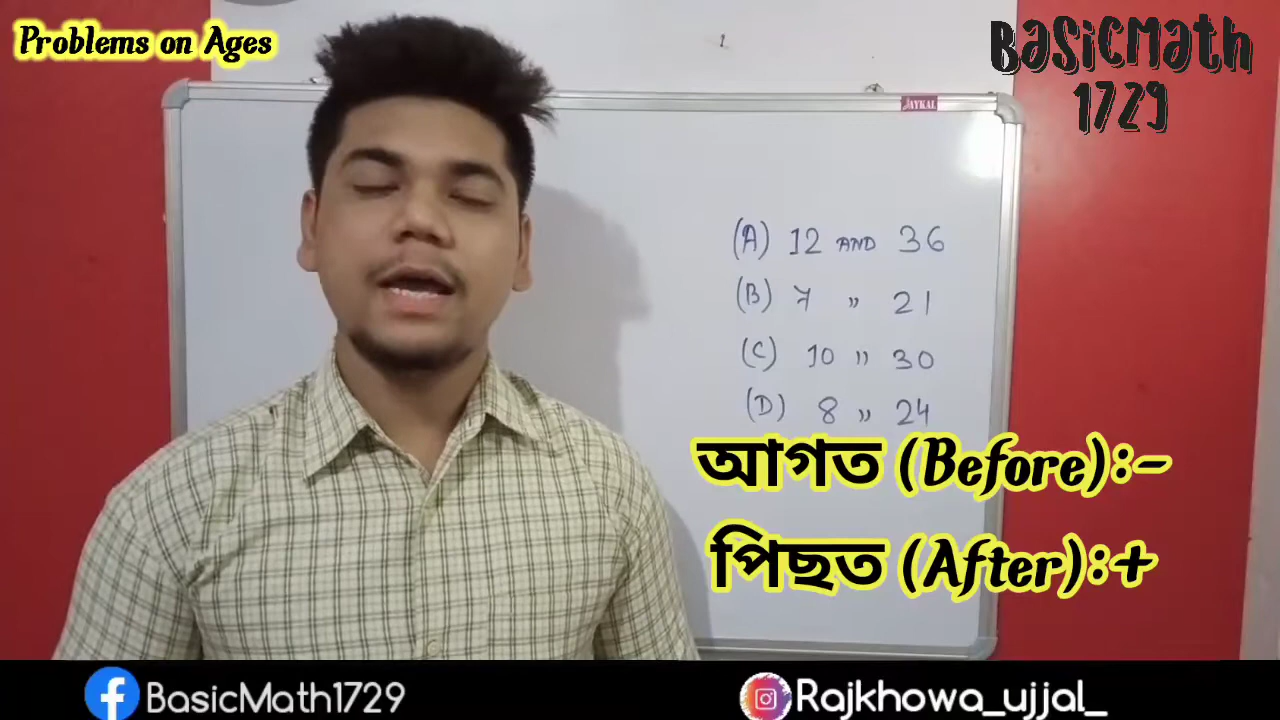 Problems on Ages
BasicMath
1729
JAYKAL
(A) 12 AND 36
(B) 7 " 21
(C) 10 " 30
(D) 8 " 24
আগত (Before):-
পিছত (After):+
BasicMath1729
Rajkhowa_ujjal_